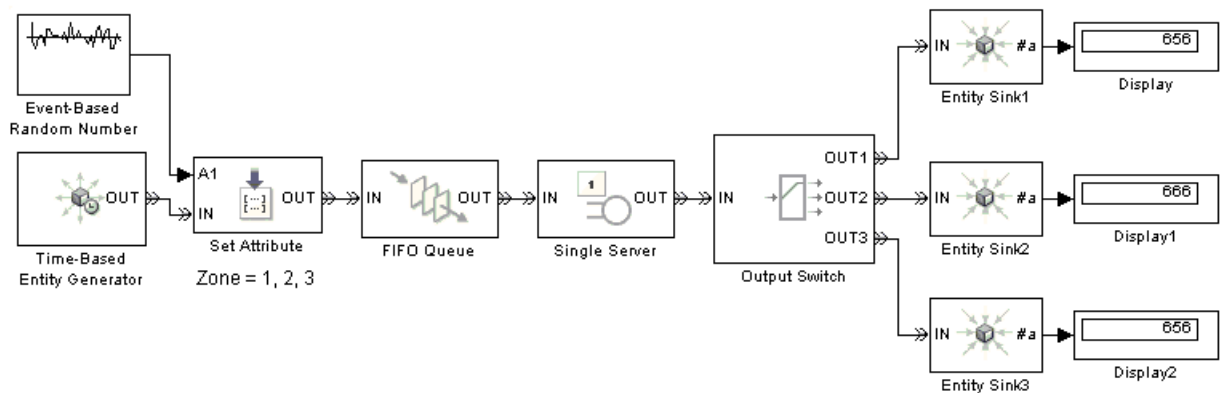 Event-Based
Random Number
OUT
Time-Based
Entity Generator
A1
IN
[...]
OUT
Set Attribute
Zone = 1, 2, 3
IN
OUT
FIFO Queue
IN
1
OUT
Single Server
IN
OUT1
OUT2
OUT3
Output Switch
IN
#a
Entity Sink1
656
Display
IN
#a
Entity Sink2
666
Display1
IN
#a
Entity Sink3
656
Display2